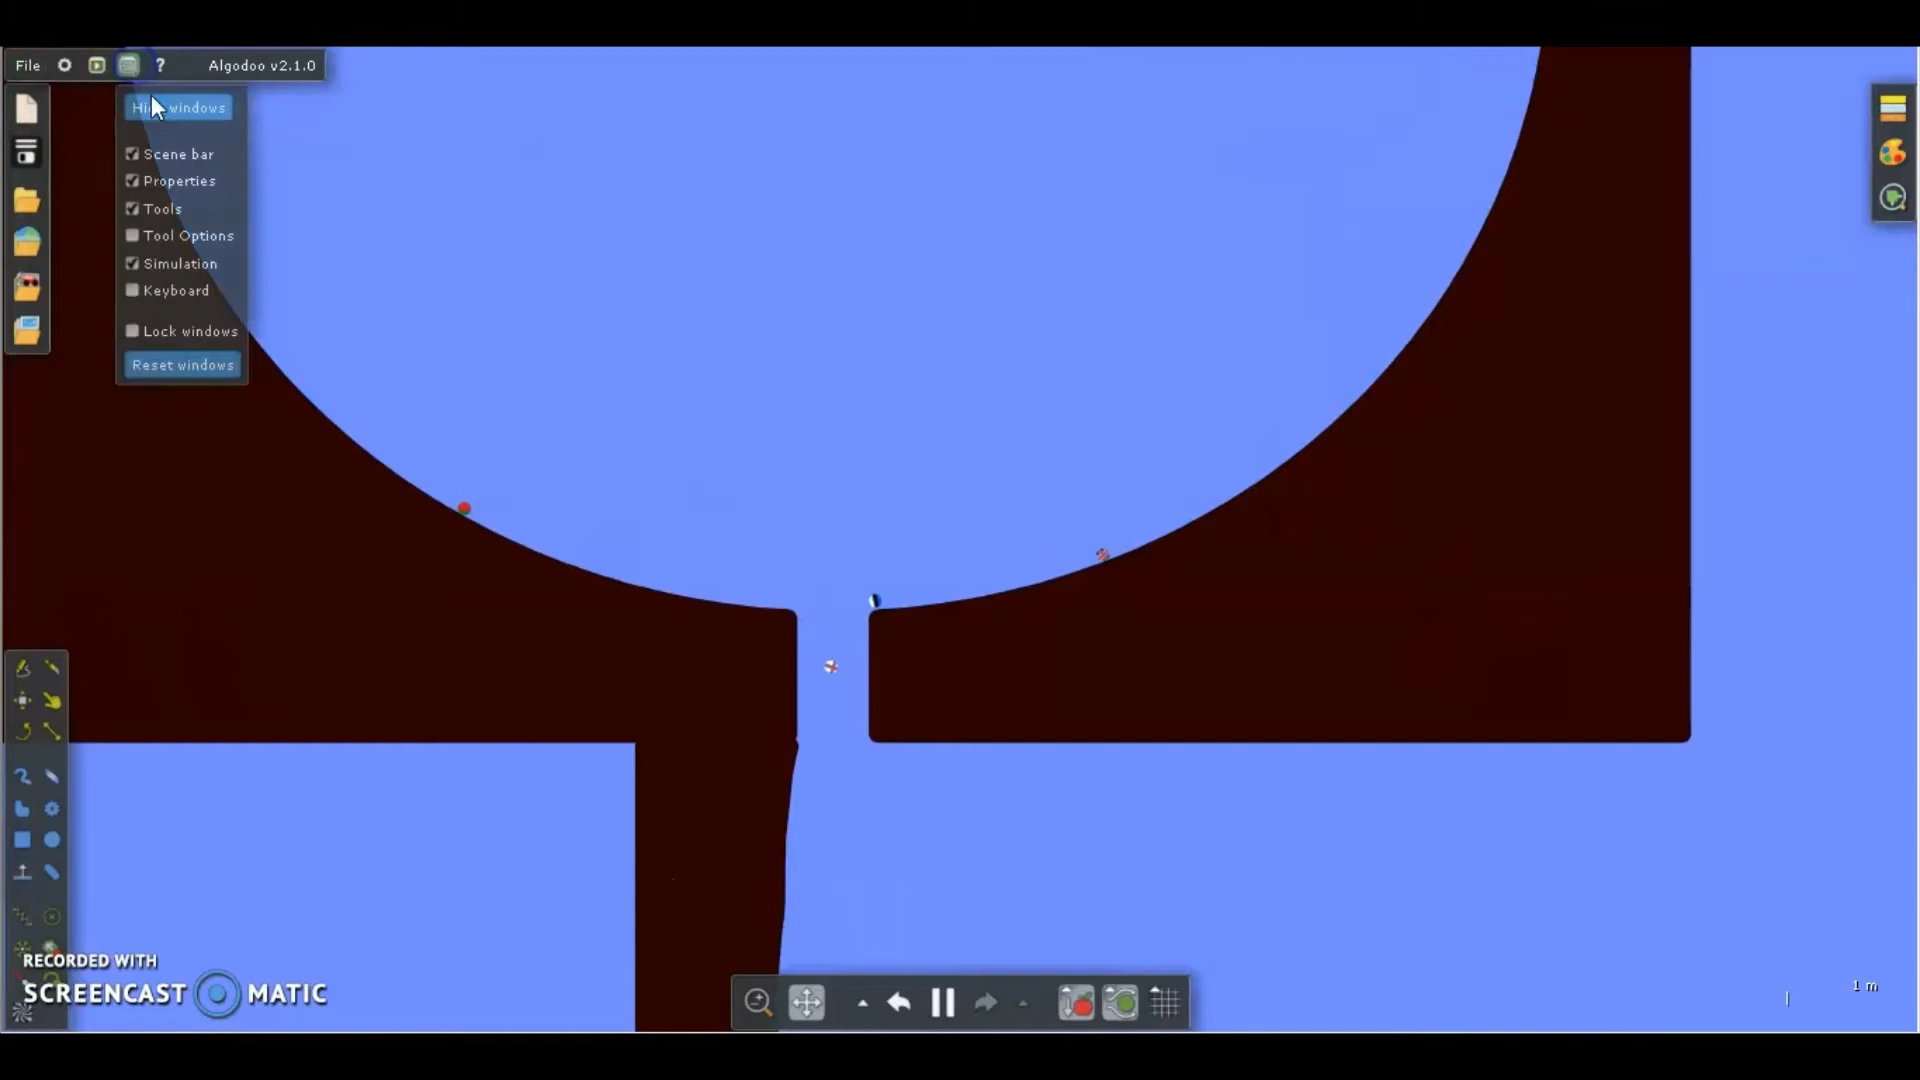 File ? Algodoo v2.1.0
Hide windows
Scene bar
Properties
Tools
Tool Options
Simulation
Keyboard
Lock windows
Reset windows
RECORDED WITH
SCREENCAST MATIC
1 m